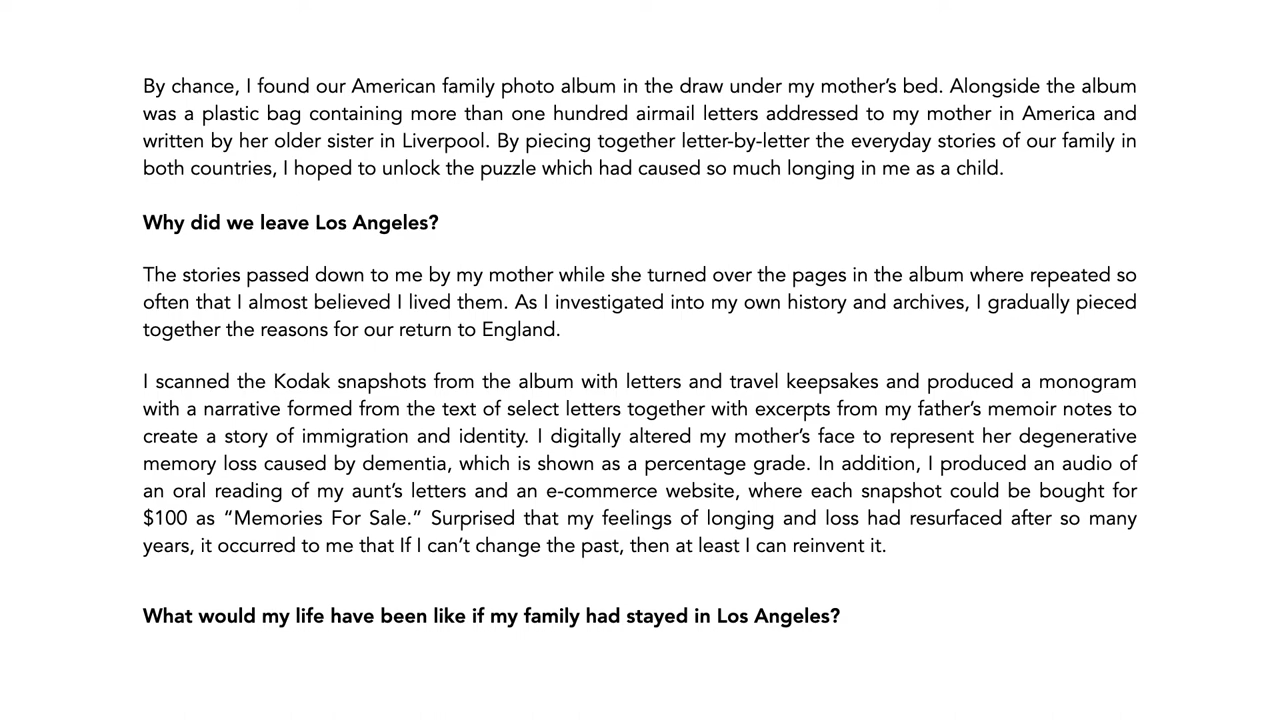 By chance, I found our American family photo album in the draw under my mother’s bed. Alongside the album
was a plastic bag containing more than one hundred airmail letters addressed to my mother in America and
written by her older sister in Liverpool. By piecing together letter-by-letter the everyday stories of our family in
both countries, I hoped to unlock the puzzle which had caused so much longing in me as a child.
Why did we leave Los Angeles?
The stories passed down to me by my mother while she turned over the pages in the album where repeated so
often that I almost believed I lived them. As I investigated into my own history and archives, I gradually pieced
together the reasons for our return to England.
I scanned the Kodak snapshots from the album with letters and travel keepsakes and produced a monogram
with a narrative formed from the text of select letters together with excerpts from my father’s memoir notes to
create a story of immigration and identity. I digitally altered my mother’s face to represent her degenerative
memory loss caused by dementia, which is shown as a percentage grade. In addition, I produced an audio of
an oral reading of my aunt’s letters and an e-commerce website, where each snapshot could be bought for
$100 as “Memories For Sale.” Surprised that my feelings of longing and loss had resurfaced after so many
years, it occurred to me that If I can’t change the past, then at least I can reinvent it.
What would my life have been like if my family had stayed in Los Angeles?